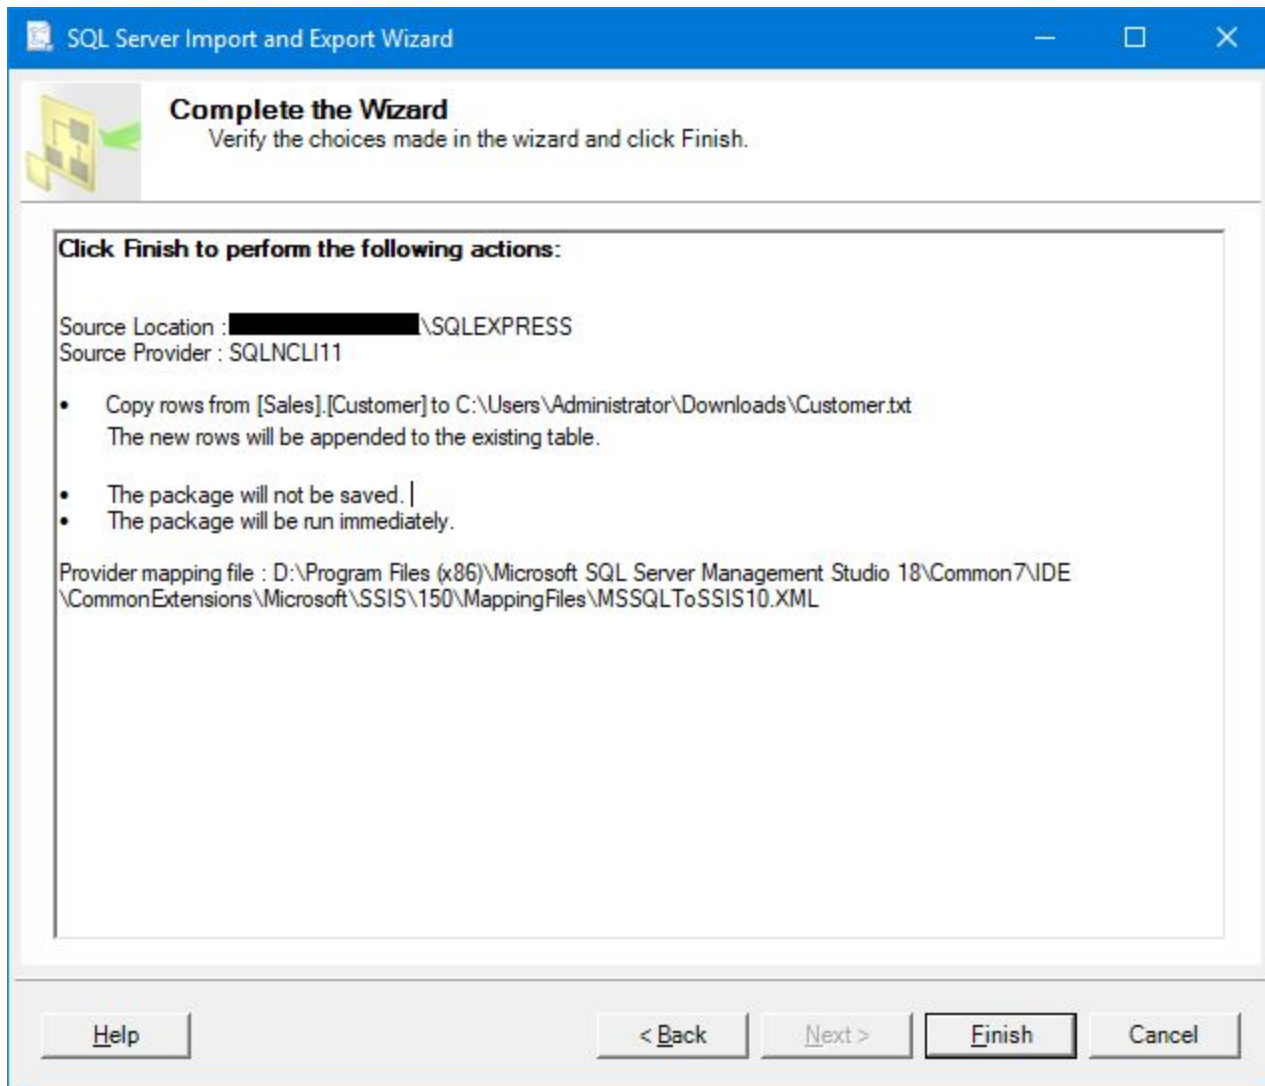 SQL Server Import and Export Wizard
Complete the Wizard
Verify the choices made in the wizard and click Finish.
Click Finish to perform the following actions:
Source Location : \SQLEXPRESS
Source Provider : SQLNCLI11
• Copy rows from [Sales].[Customer] to C:\Users\Administrator\Downloads\Customer.txt
The new rows will be appended to the existing table.
• The package will not be saved.
• The package will be run immediately.
Provider mapping file : D:\Program Files (x86)\Microsoft SQL Server Management Studio 18\Common7\IDE
\CommonExtensions\Microsoft\SSIS\150\MappingFiles\MSSQLToSSIS10.XML
Help < Back Next > Finish Cancel